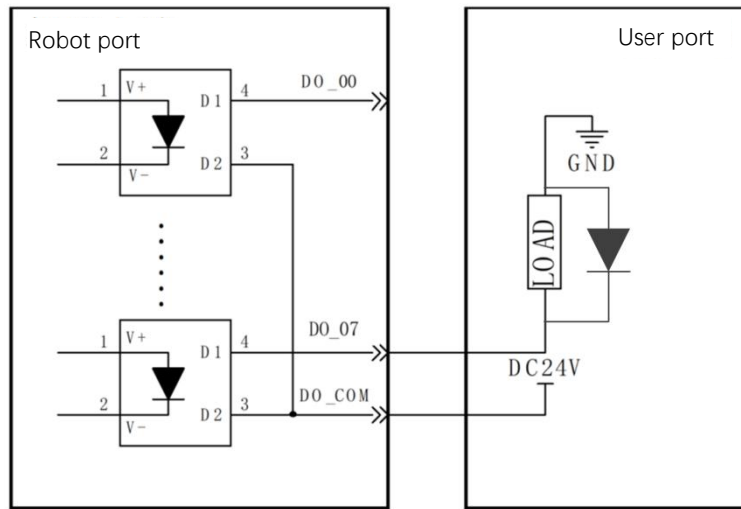 Robot port
User port
1
V+
D1
4
DO_00
2
V-
D2
3
GND
LOAD
1
V+
D1
4
DO_07
DC24V
2
V-
D2
3
DO_COM